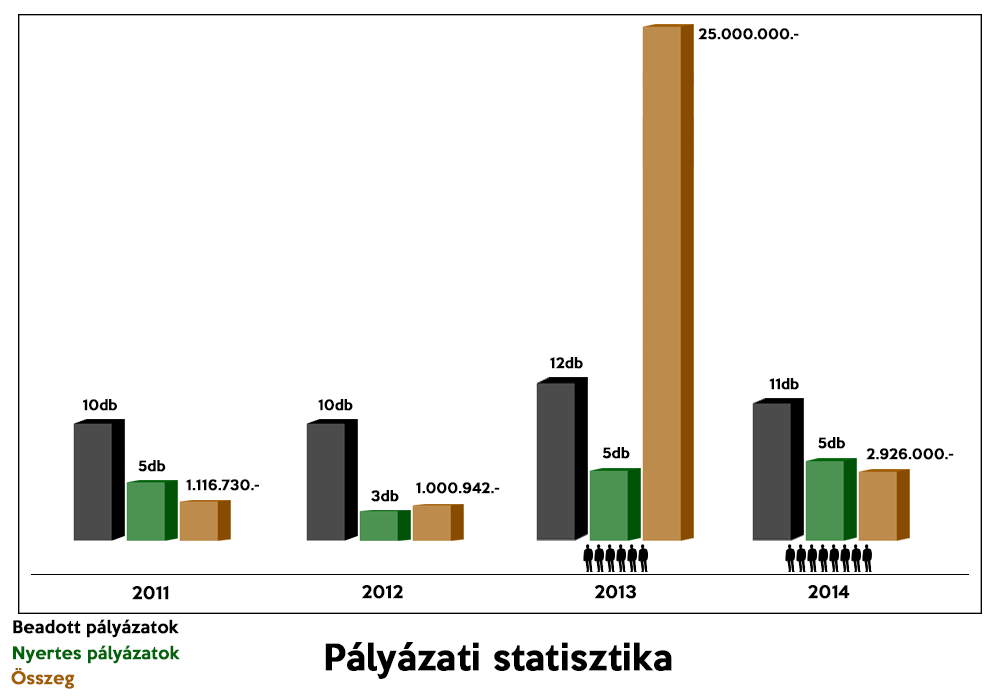 25.000.000.-
12db
11db
10db
10db
5db
5db
5db
2.926.000.-
1.116.730.-
3db
1.000.942.-
2011
2012
2013
2014
Beadott pályázatok
Nyertes pályázatok
Összeg
Pályázati statisztika